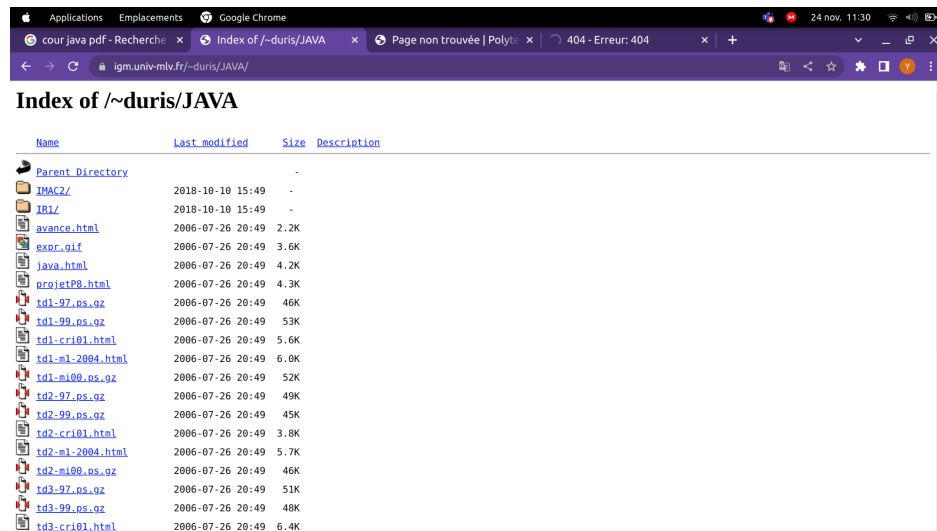 Applications Emplacements Google Chrome 24 nov. 11:30
cour java pdf - Recherche × Index of /~duris/JAVA × Page non trouvée | Polyte × 404 - Erreur: 404 × +
igm.univ-mlv.fr/~duris/JAVA/ Y
Index of /~duris/JAVA
Name Last modified Size Description
Parent Directory -
IMAC2/ 2018-10-10 15:49 -
IR1/ 2018-10-10 15:49 -
avance.html 2006-07-26 20:49 2.2K
expr.gif 2006-07-26 20:49 3.6K
java.html 2006-07-26 20:49 4.2K
projetP8.html 2006-07-26 20:49 4.3K
td1-97.ps.gz 2006-07-26 20:49 46K
td1-99.ps.gz 2006-07-26 20:49 53K
td1-cri01.html 2006-07-26 20:49 5.6K
td1-m1-2004.html 2006-07-26 20:49 6.0K
td1-mi00.ps.gz 2006-07-26 20:49 52K
td2-97.ps.gz 2006-07-26 20:49 49K
td2-99.ps.gz 2006-07-26 20:49 45K
td2-cri01.html 2006-07-26 20:49 3.8K
td2-m1-2004.html 2006-07-26 20:49 5.7K
td2-mi00.ps.gz 2006-07-26 20:49 46K
td3-97.ps.gz 2006-07-26 20:49 51K
td3-99.ps.gz 2006-07-26 20:49 48K
td3-cri01.html 2006-07-26 20:49 6.4K